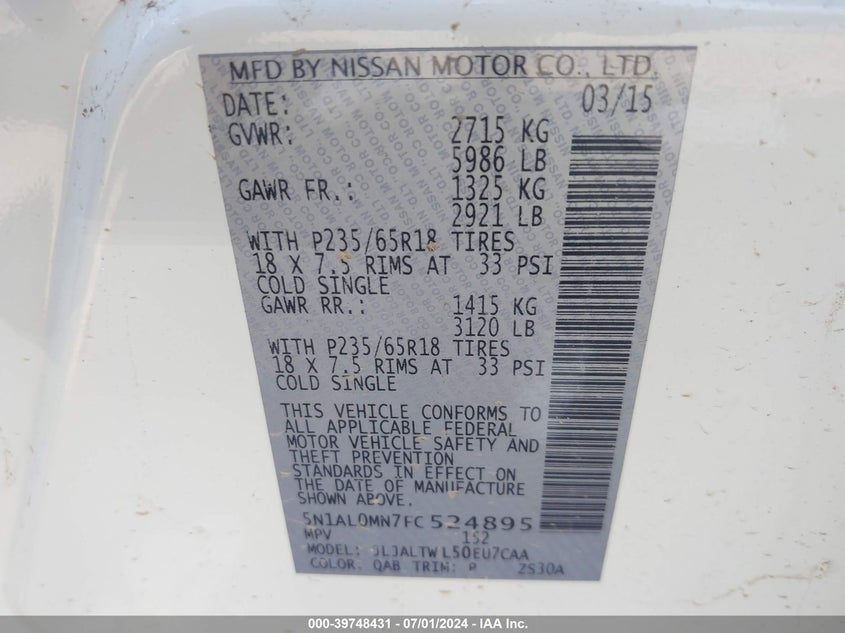 MFD BY NISSAN MOTOR CO., LTD.
DATE: 03/15
GVWR: 2715 KG
5986 LB
GAWR FR.: 1325 KG
2921 LB
WITH P235/65R18 TIRES
18 X 7.5 RIMS AT 33 PSI
COLD SINGLE
GAWR RR.: 1415 KG
3120 LB
WITH P235/65R18 TIRES
18 X 7.5 RIMS AT 33 PSI
COLD SINGLE
THIS VEHICLE CONFORMS TO
ALL APPLICABLE FEDERAL
MOTOR VEHICLE SAFETY AND
THEFT PREVENTION
STANDARDS IN EFFECT ON
THE DATE OF MANUFACTURE
SHOWN ABOVE.
5N1AL0MN7FC524895
MPV 152
MODEL: JLJALTWL50EU7CAA
COLOR: QAB TRIM: 2S30A
000-39748431 - 07/01/2024 - IAA Inc.